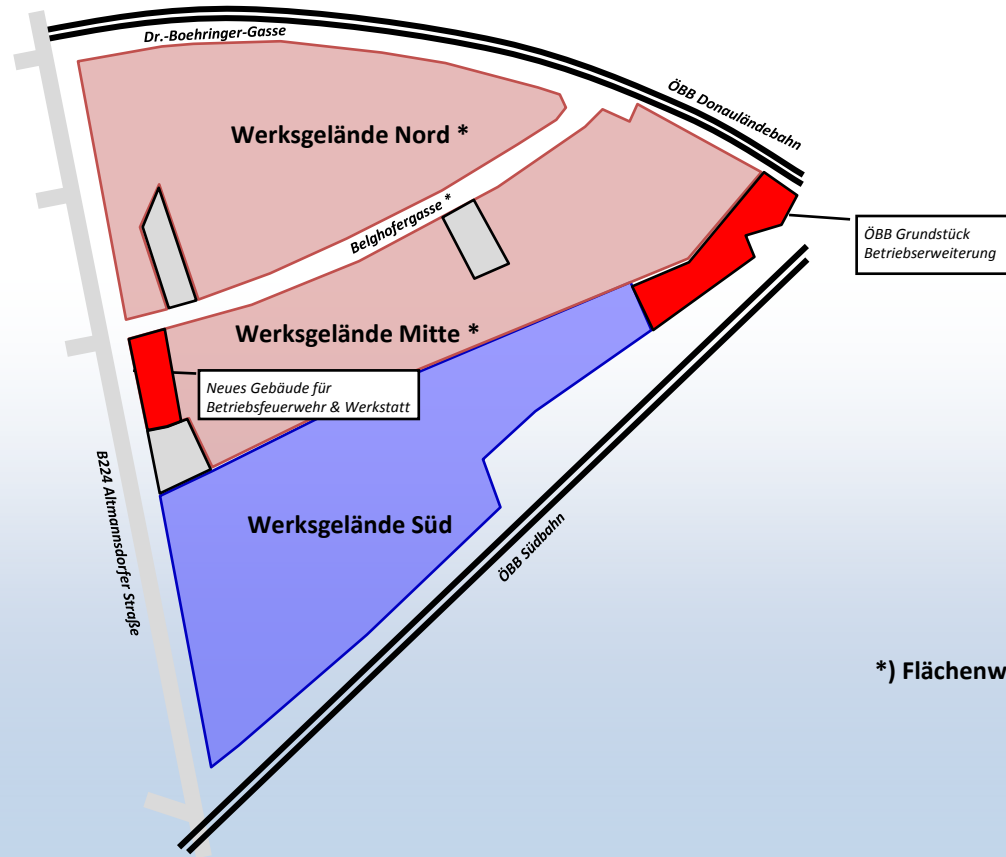 Dr.-Boehringer-Gasse
ÖBB Donauländebahn
Werksgelände Nord *
Belghofergasse *
ÖBB Grundstück
Betriebserweiterung
Werksgelände Mitte *
Neues Gebäude für
Betriebsfeuerwehr & Werkstatt
B224 Altmannsdorfer Straße
Werksgelände Süd
ÖBB Südbahn
*) Flächenw